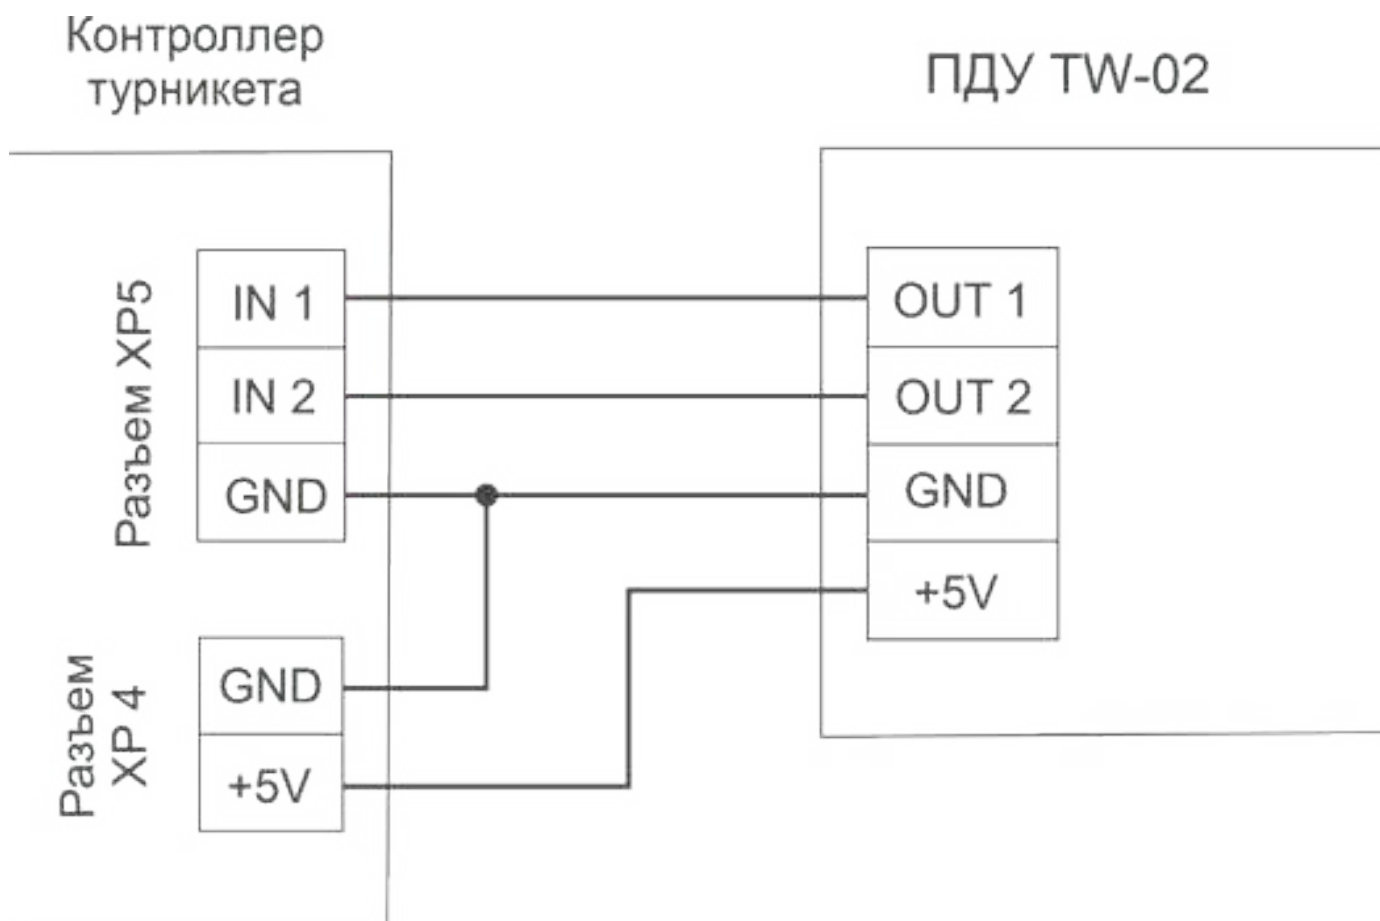 Контроллер
турникета
ПДУ TW-02
Разъем XP5
IN 1
IN 2
GND
OUT 1
OUT 2
GND
+5V
Разъем
XP 4
GND
+5V